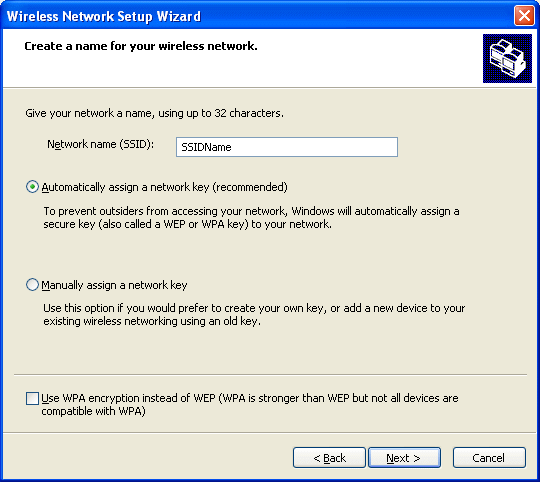 Wireless Network Setup Wizard
Create a name for your wireless network.
Give your network a name, using up to 32 characters.
Network name (SSID): SSIDName
Automatically assign a network key (recommended)
To prevent outsiders from accessing your network, Windows will automatically assign a
secure key (also called a WEP or WPA key) to your network.
Manually assign a network key
Use this option if you would prefer to create your own key, or add a new device to your
existing wireless networking using an old key.
Use WPA encryption instead of WEP (WPA is stronger than WEP but not all devices are
compatible with WPA)
< Back Next > Cancel